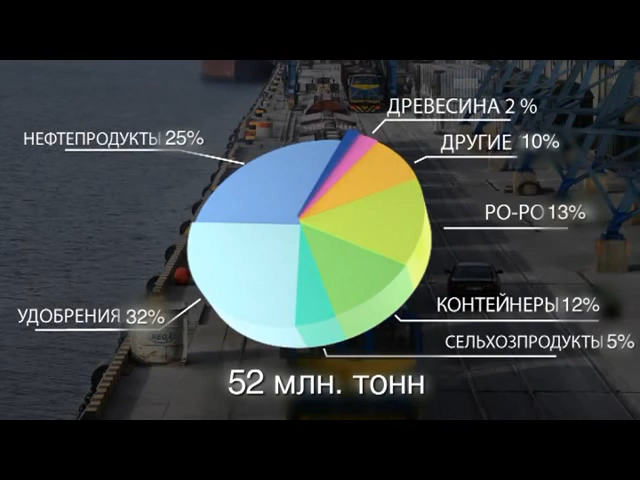 ДРЕВЕСИНА 2 %
НЕФТЕПРОДУКТЫ 25%
ДРУГИЕ 10%
РО-РО 13%
КОНТЕЙНЕРЫ 12%
УДОБРЕНИЯ 32%
СЕЛЬХОЗПРОДУКТЫ 5%
52 млн. тонн